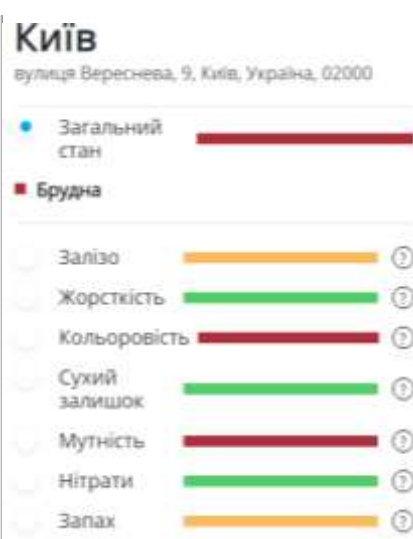 Київ
вулиця Вереснева, 9, Київ, Україна, 02000
Загальний
стан
Брудна
Залізо
Жорсткість
Кольоровість
Сухий
залишок
Мутність
Нітрати
Запах